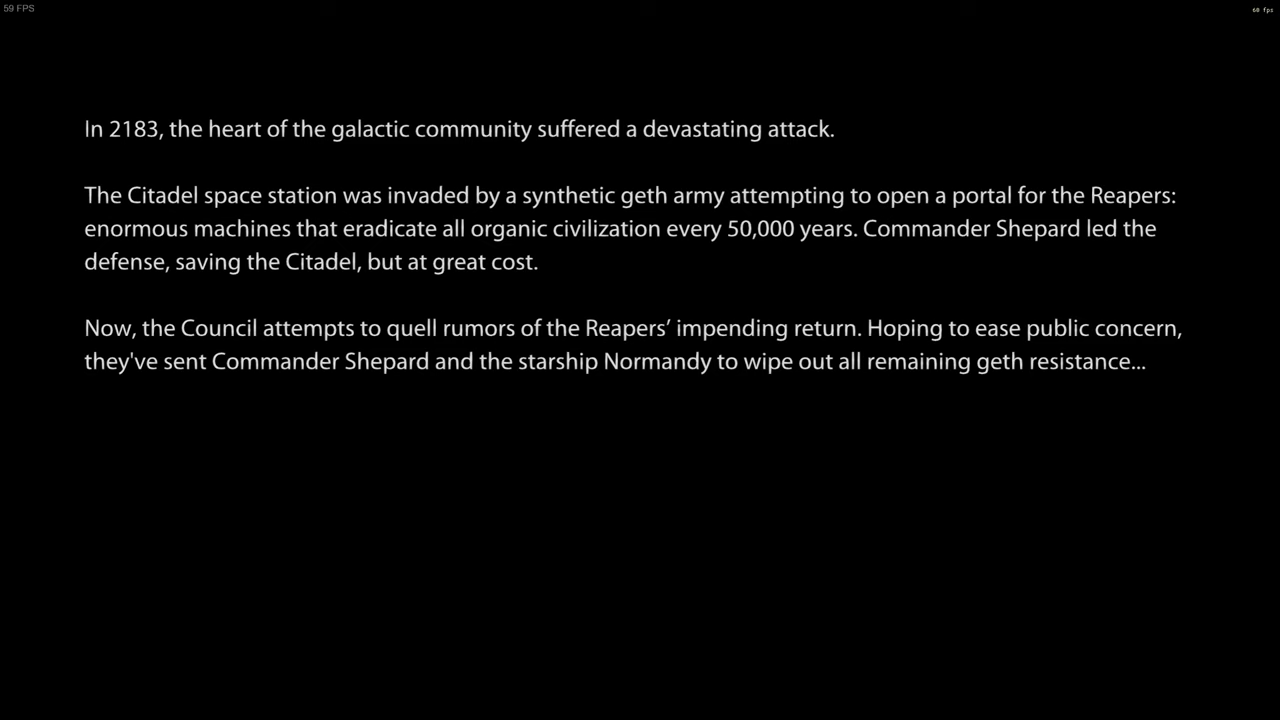 59 FPS
60 fps
In 2183, the heart of the galactic community suffered a devastating attack.
The Citadel space station was invaded by a synthetic geth army attempting to open a portal for the Reapers:
enormous machines that eradicate all organic civilization every 50,000 years. Commander Shepard led the
defense, saving the Citadel, but at great cost.
Now, the Council attempts to quell rumors of the Reapers’ impending return. Hoping to ease public concern,
they've sent Commander Shepard and the starship Normandy to wipe out all remaining geth resistance...